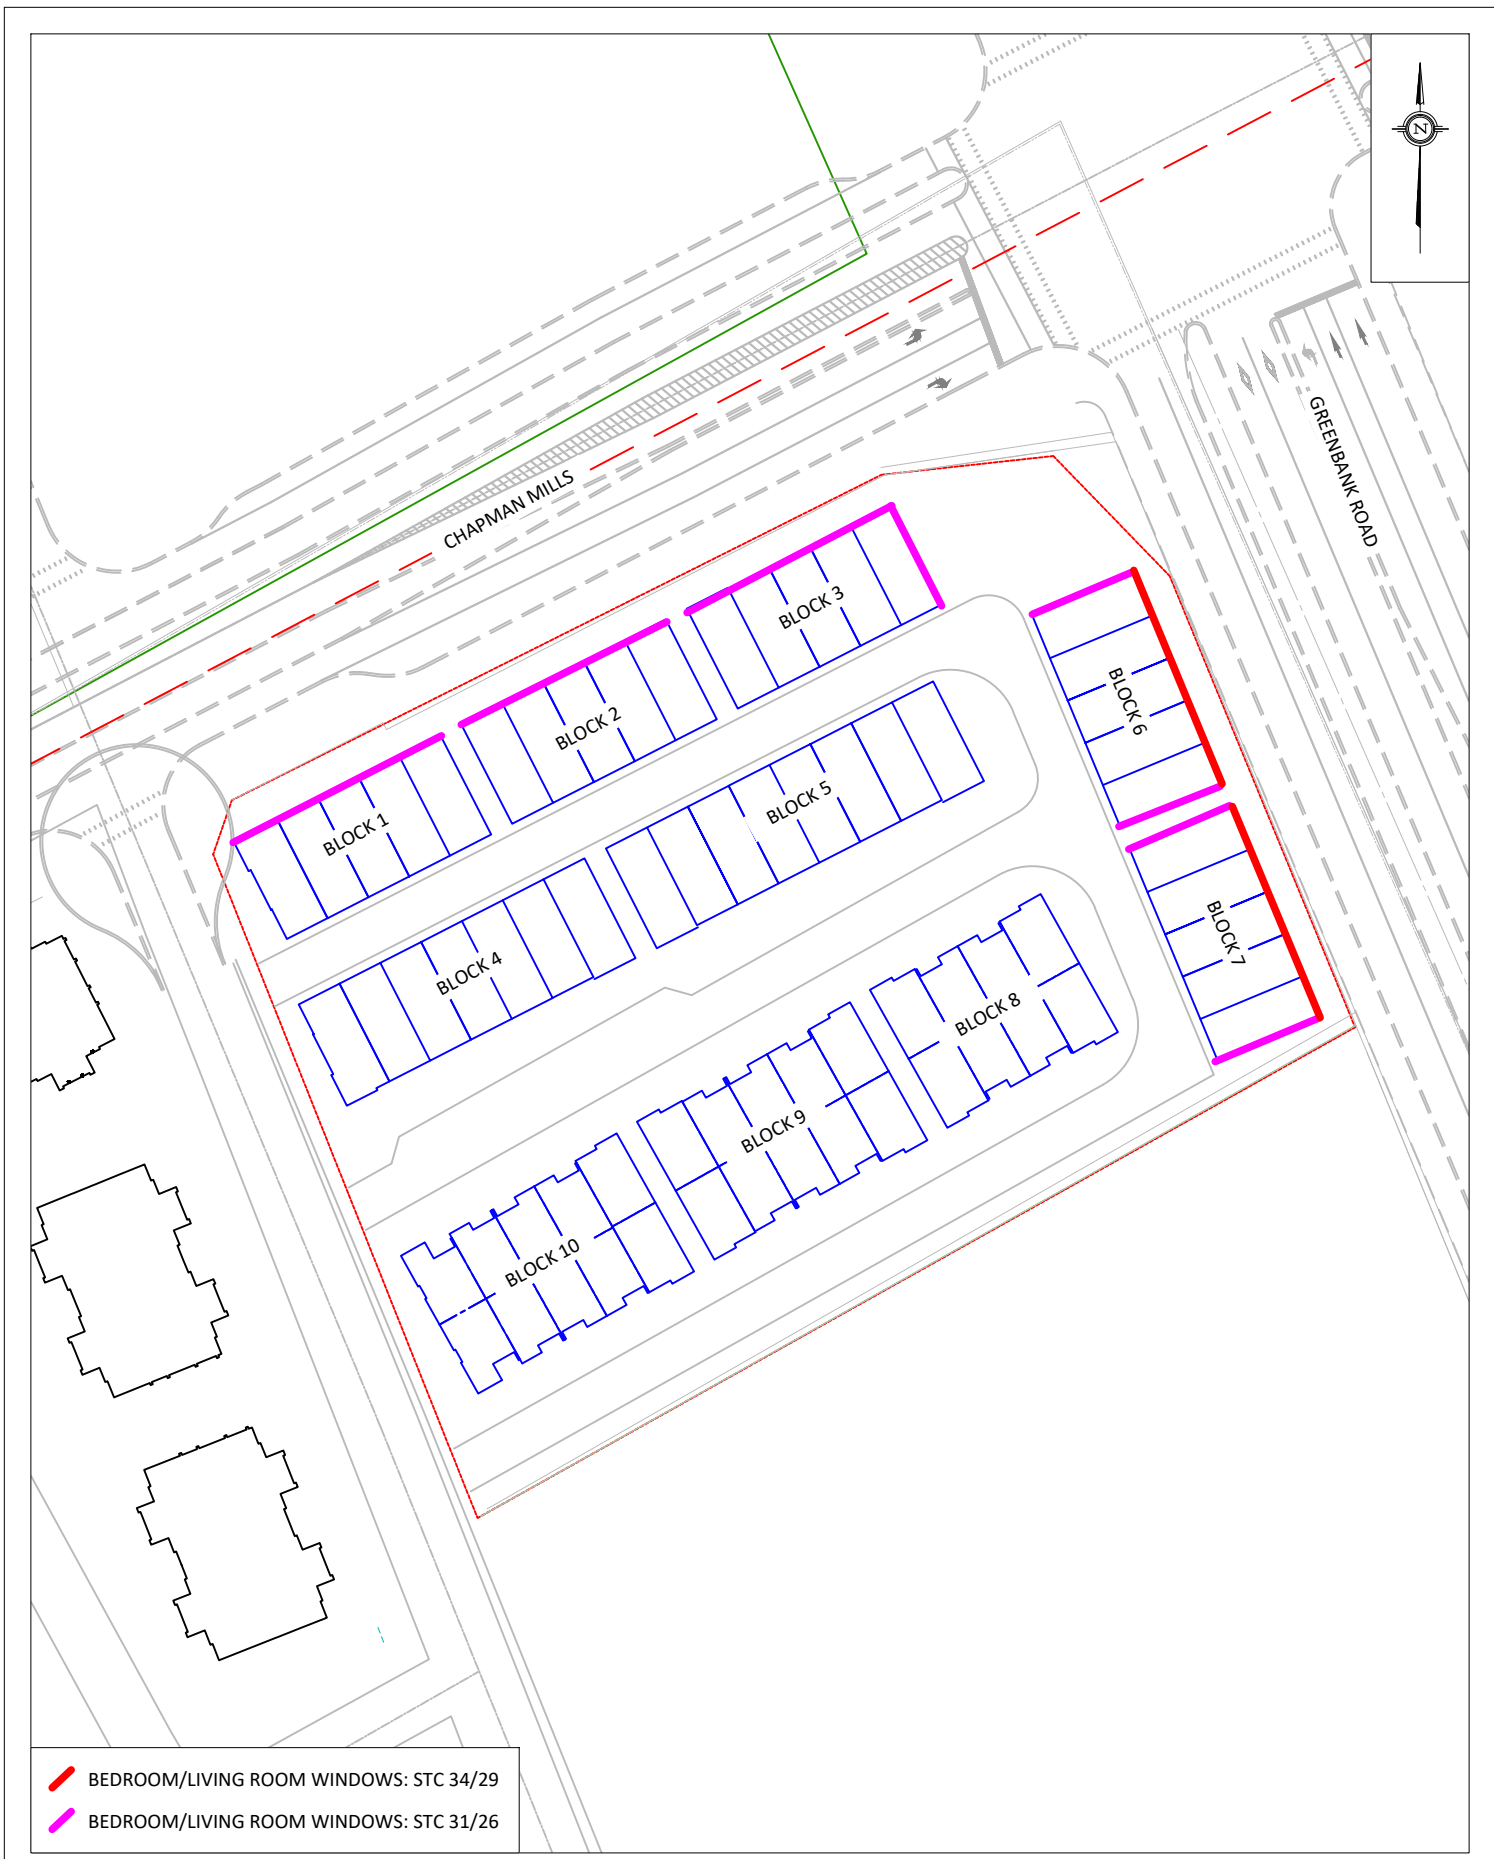 N
CHAPMAN MILLS
GREENBANK ROAD
BLOCK 3
BLOCK 6
BLOCK 2
BLOCK 5
BLOCK 1
BLOCK 7
BLOCK 4
BLOCK 8
BLOCK 9
BLOCK 10
BEDROOM/LIVING ROOM WINDOWS: STC 34/29
BEDROOM/LIVING ROOM WINDOWS: STC 31/26